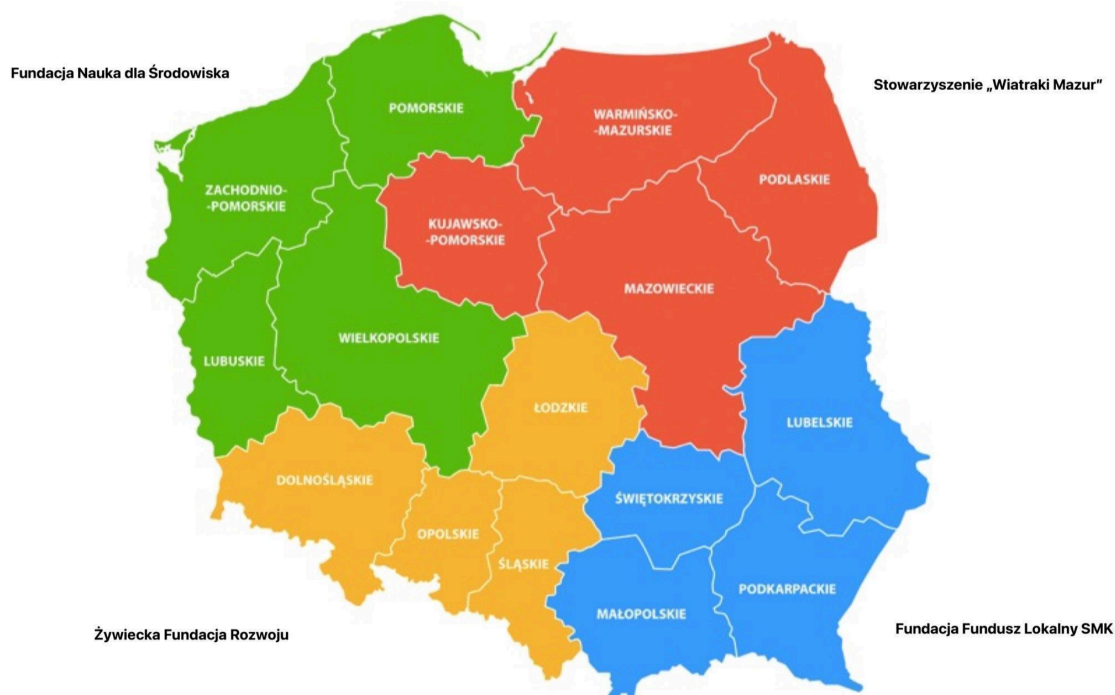 Fundacja Nauka dla Środowiska
Stowarzyszenie „Wiatraki Mazur”
POMORSKIE
WARMIŃSKO-
-MAZURSKIE
ZACHODNIO-
-POMORSKIE
PODLASKIE
KUJAWSKO-
-POMORSKIE
MAZOWIECKIE
WIELKOPOLSKIE
LUBUSKIE
ŁODZKIE
LUBELSKIE
DOLNOŚLĄSKIE
ŚWIĘTOKRZYSKIE
OPOLSKIE
ŚLĄSKIE
PODKARPACKIE
MAŁOPOLSKIE
Żywiecka Fundacja Rozwoju
Fundacja Fundusz Lokalny SMK